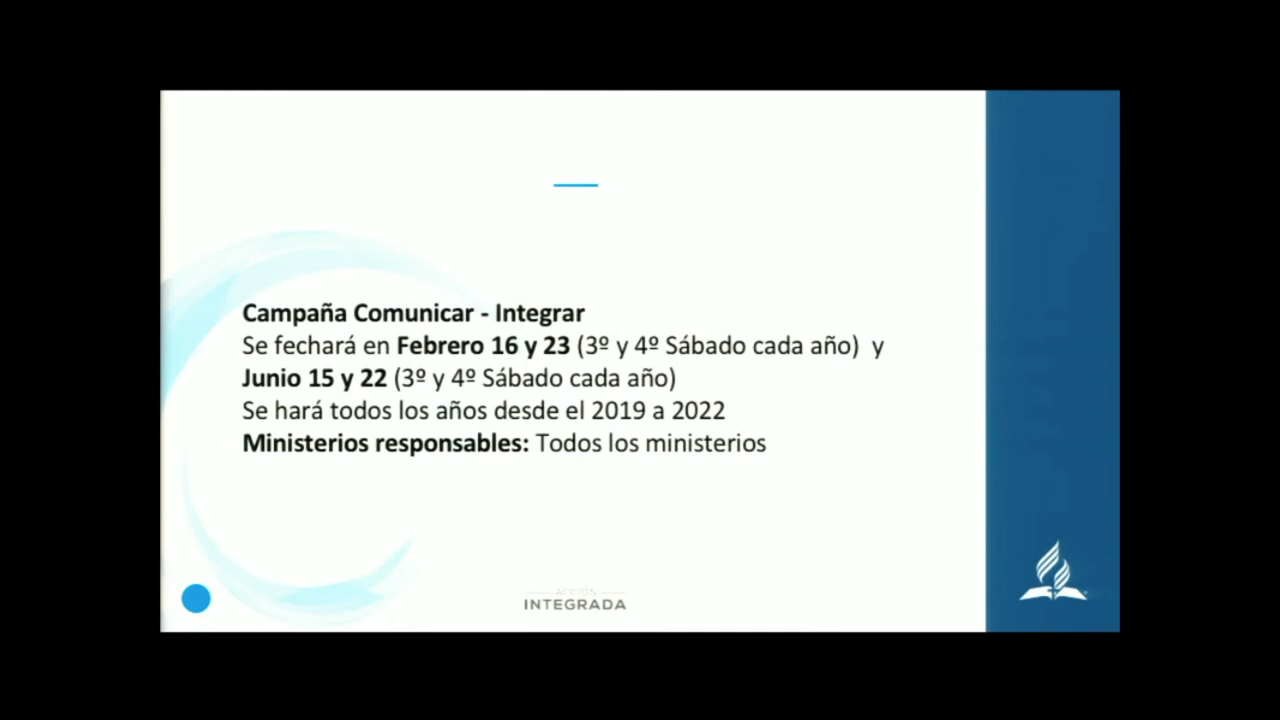 Campaña Comunicar - Integrar
Se fechará en Febrero 16 y 23 (3º y 4º Sábado cada año) y
Junio 15 y 22 (3º y 4º Sábado cada año)
Se hará todos los años desde el 2019 a 2022
Ministerios responsables: Todos los ministerios
ACCIÓN
INTEGRADA